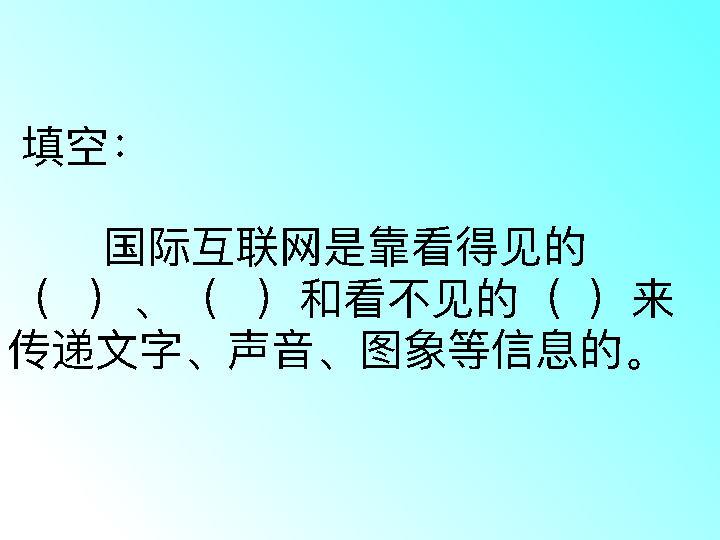 填空：
国际互联网是靠看得见的
（  ）、（  ）和看不见的（ ）来
传递文字、声音、图象等信息的。